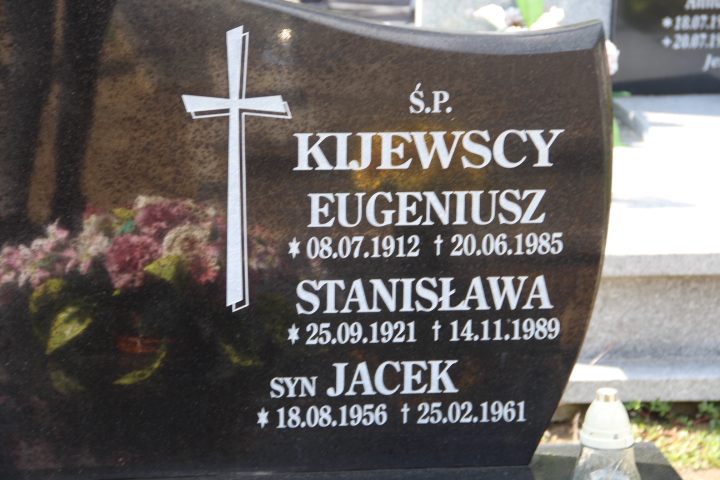 Ś.P.
KIJEWSCY
EUGENIUSZ
* 08.07.1912 † 20.06.1985
STANISŁAWA
* 25.09.1921 † 14.11.1989
SYN JACEK
* 18.08.1956 † 25.02.1961